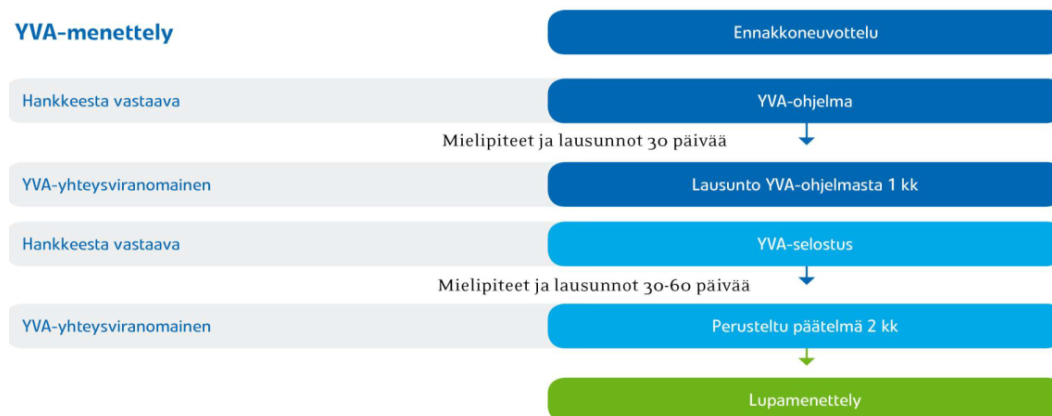 YVA-menettely
Ennakkoneuvottelu
Hankkeesta vastaava
YVA-ohjelma
Mielipiteet ja lausunnot 30 päivää
YVA-yhteysviranomainen
Lausunto YVA-ohjelmasta 1 kk
Hankkeesta vastaava
YVA-selostus
Mielipiteet ja lausunnot 30-60 päivää
YVA-yhteysviranomainen
Perusteltu päätelmä 2 kk
Lupamenettely